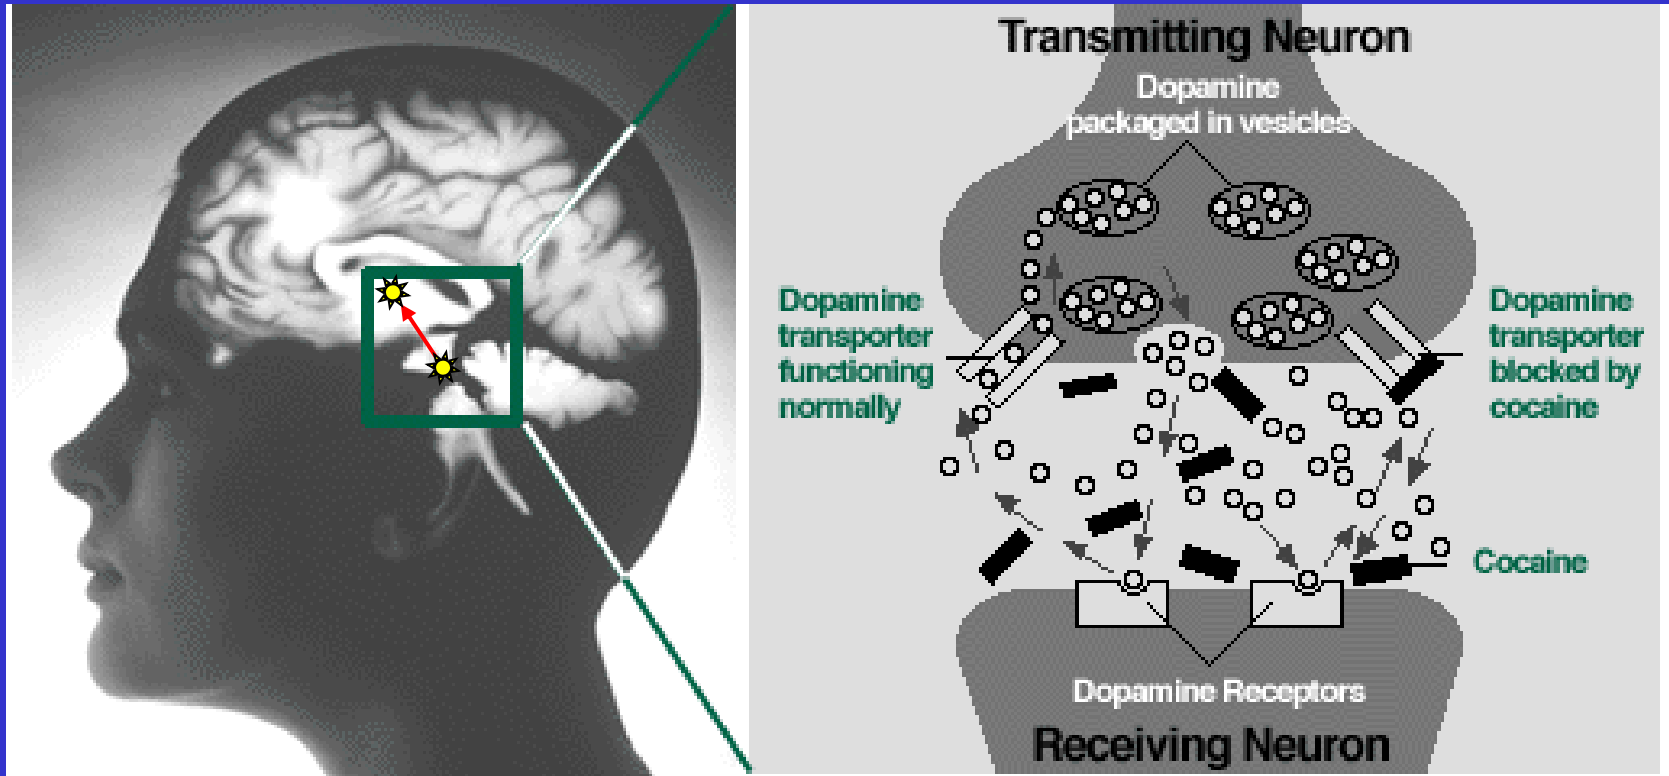 Transmitting Neuron
Dopamine
packaged in vesicles
Dopamine
transporter
functioning
normally
Dopamine
transporter
blocked by
cocaine
Cocaine
Dopamine Receptors
Receiving Neuron